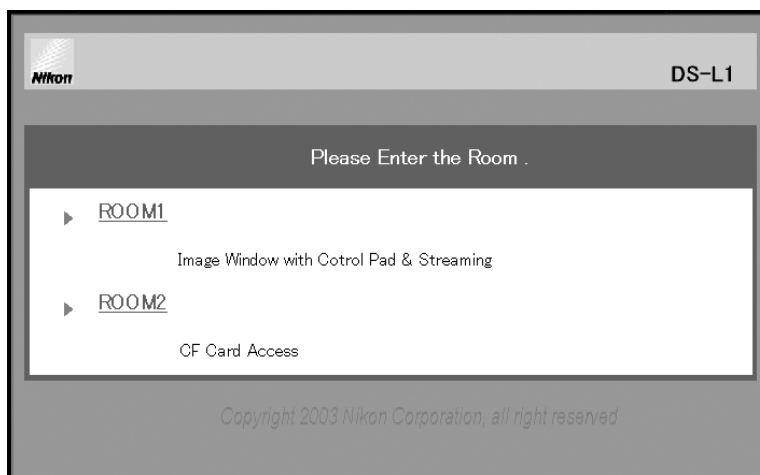 Nikon
DS-L1
Please Enter the Room .
ROOM1
Image Window with Cotrol Pad & Streaming
ROOM2
CF Card Access
Copyright 2003 Nikon Corporation, all right reserved